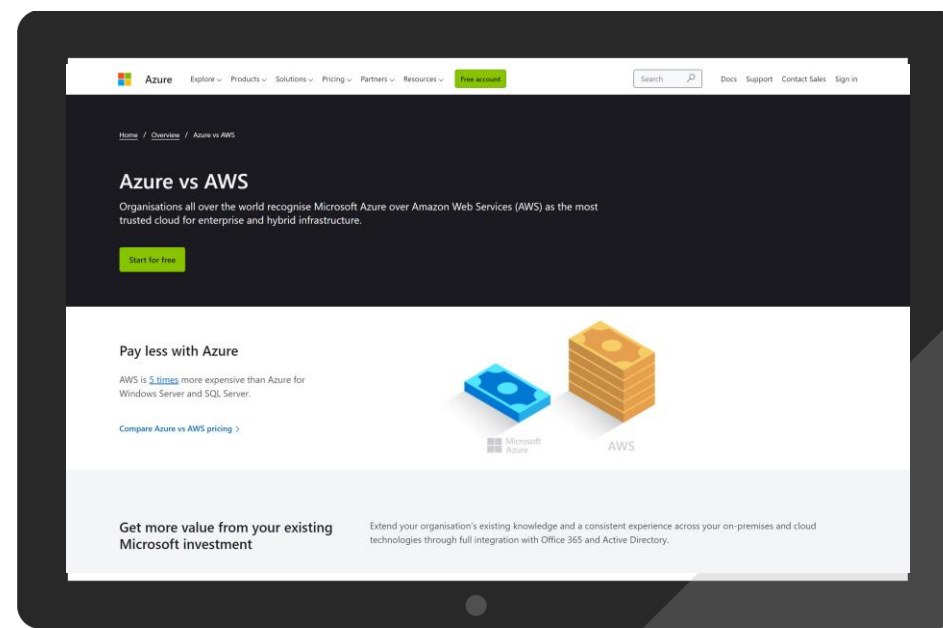 Azure Explore Products Solutions Pricing Partners Resources Free account Search Docs Support Contact Sales Sign in
Home / Overview / Azure vs AWS
Azure vs AWS
Organisations all over the world recognise Microsoft Azure over Amazon Web Services (AWS) as the most
trusted cloud for enterprise and hybrid infrastructure.
Start for free
Pay less with Azure
AWS is 5 times more expensive than Azure for
Windows Server and SQL Server.
Compare Azure vs AWS pricing >
Microsoft
Azure
AWS
Get more value from your existing
Microsoft investment
Extend your organisation's existing knowledge and a consistent experience across your on-premises and cloud
technologies through full integration with Office 365 and Active Directory.